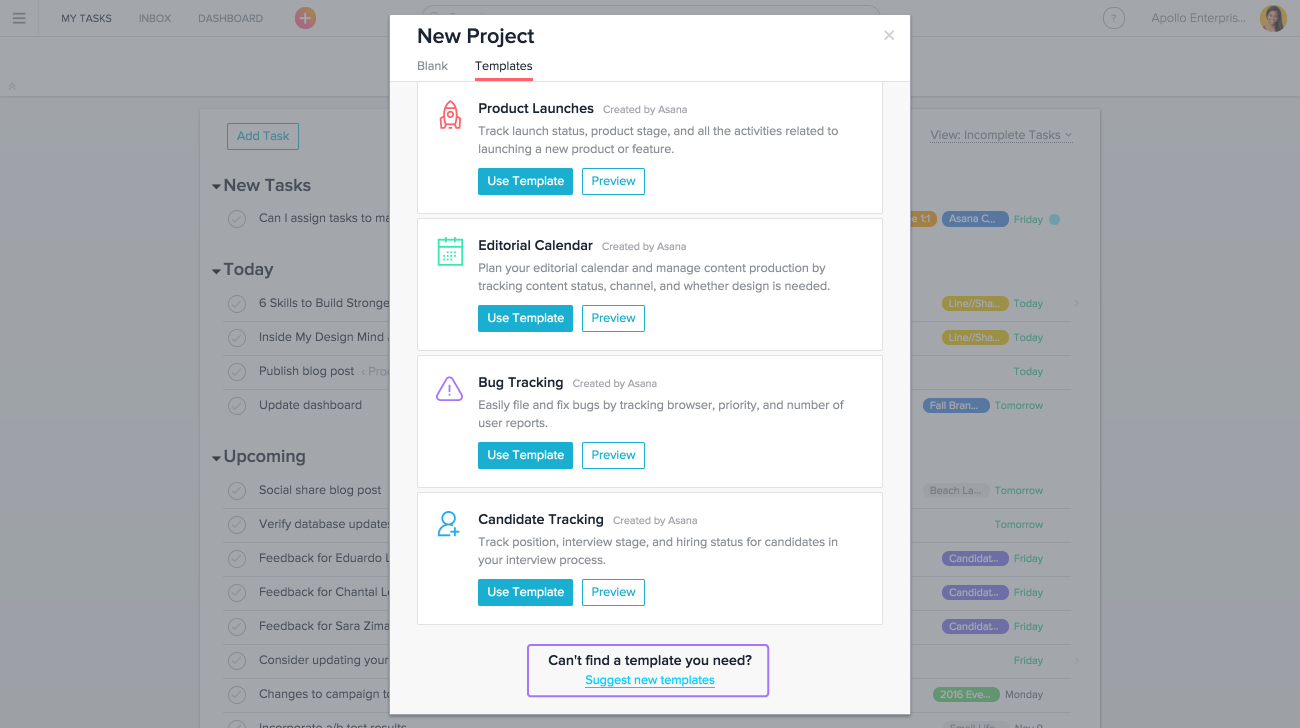 MY TASKS INBOX DASHBOARD
? Apollo Enterpris...
New Project
Blank Templates
Add Task
View: Incomplete Tasks
New Tasks
Can I assign tasks to
Asana C... Friday
Today
6 Skills to Build
Line//Sha... Today
Inside My Design Mind
Line//Sha... Today
Publish blog post
Today
Update dashboard
Fall Bran... Tomorrow
Upcoming
Social share blog post
Beach La... Tomorrow
Verify database updates
Tomorrow
Feedback for Eduardo
Candidat... Friday
Feedback for Chantal
Candidat... Friday
Feedback for Sara
Candidat... Friday
Consider updating your
Friday
Changes to campaign
2016 Eve... Monday
Product Launches Created by Asana
Track launch status, product stage, and all the activities related to
launching a new product or feature.
Use Template Preview
Editorial Calendar Created by Asana
Plan your editorial calendar and manage content production by
tracking content status, channel, and whether design is needed.
Use Template Preview
Bug Tracking Created by Asana
Easily file and fix bugs by tracking browser, priority, and number of
user reports.
Use Template Preview
Candidate Tracking Created by Asana
Track position, interview stage, and hiring status for candidates in
your interview process.
Use Template Preview
Can't find a template you need?
Suggest new templates